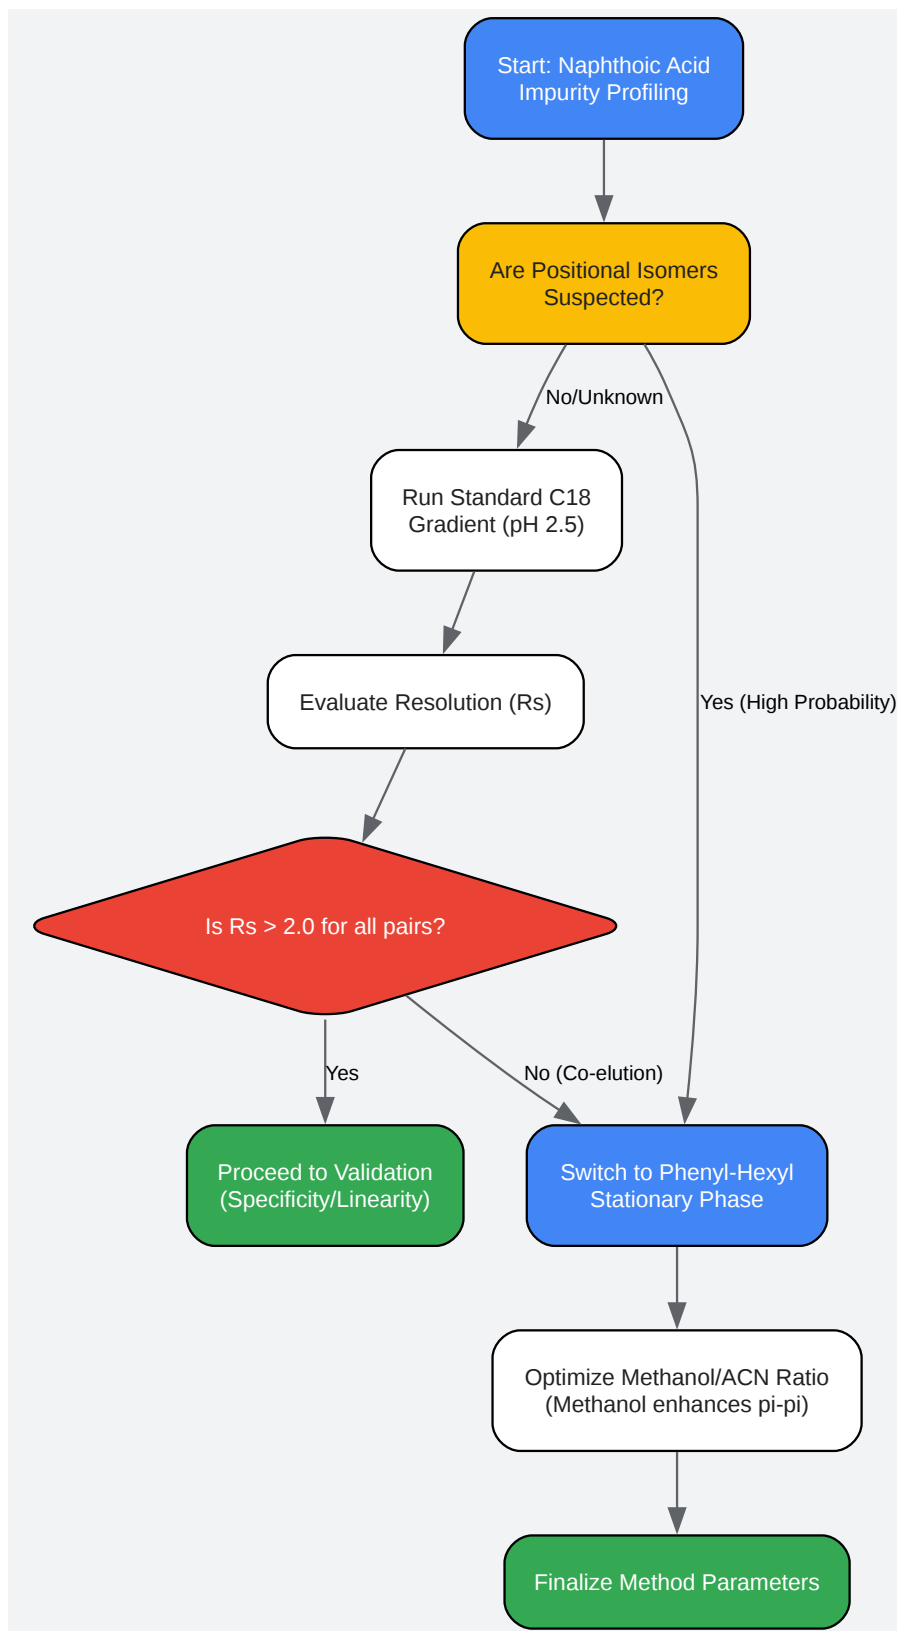 Start: Naphthoic Acid
Impurity Profiling
Are Positional Isomers
Suspected?
No/Unknown
Run Standard C18
Gradient (pH 2.5)
Evaluate Resolution (Rs)
Yes (High Probability)
Is Rs > 2.0 for all pairs?
Yes
No (Co-elution)
Proceed to Validation
(Specificity/Linearity)
Switch to Phenyl-Hexyl
Stationary Phase
Optimize Methanol/ACN Ratio
(Methanol enhances pi-pi)
Finalize Method Parameters